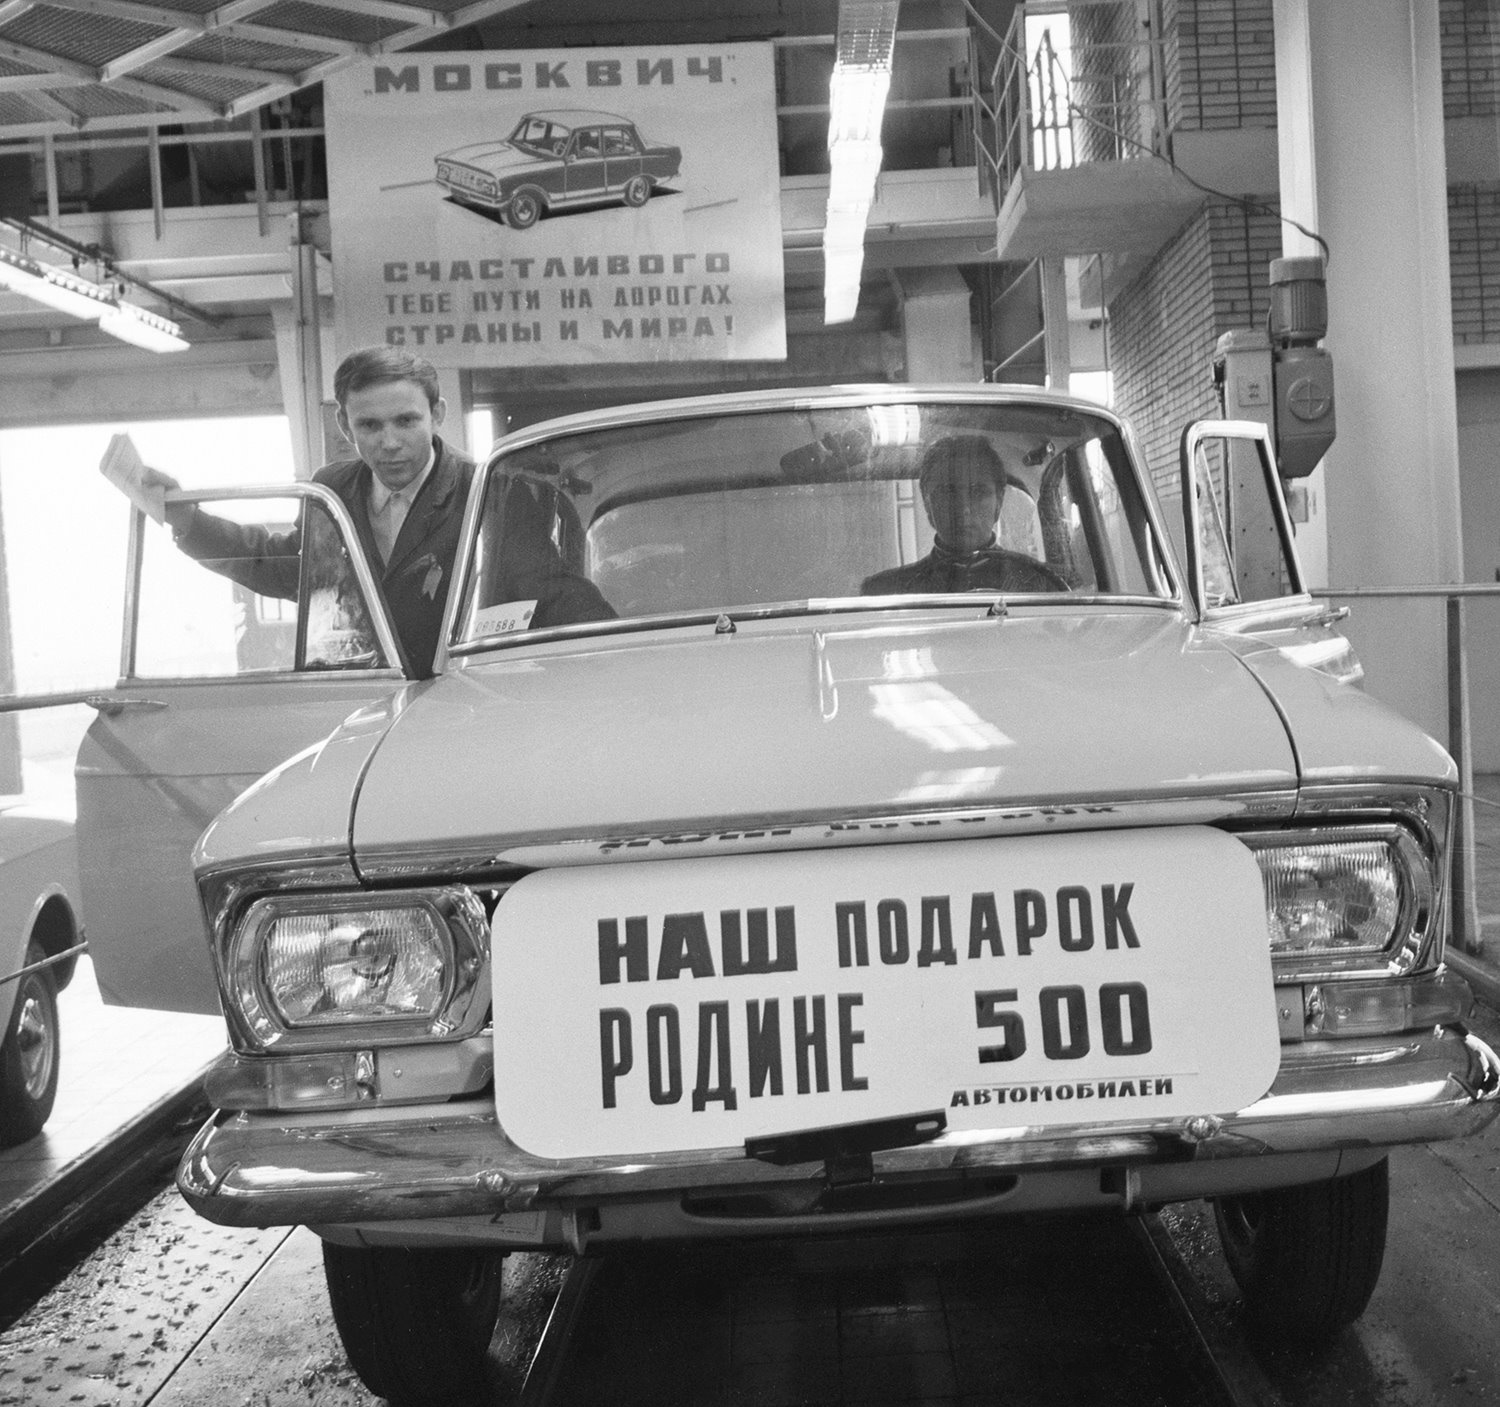 „МОСКВИЧ",
СЧАСТЛИВОГО
ТЕБЕ ПУТИ НА ДОРОГАХ
СТРАНЫ И МИРА!
НАШ ПОДАРОК
РОДИНЕ 500
АВТОМОБИЛЕЙ